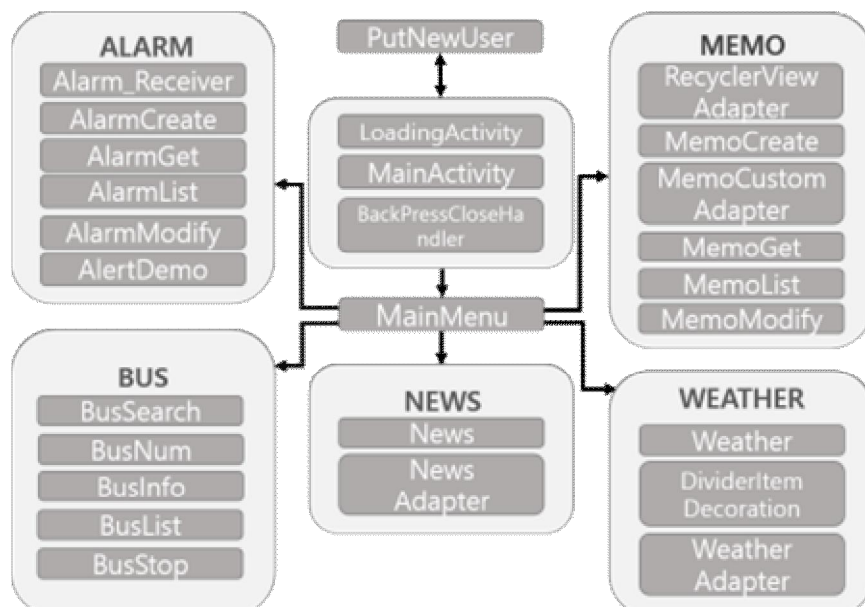 ALARM
Alarm_Receiver
AlarmCreate
AlarmGet
AlarmList
AlarmModify
AlertDemo
PutNewUser
LoadingActivity
MainActivity
BackPressCloseHa
ndler
MainMenu
MEMO
RecyclerView
Adapter
MemoCreate
MemoCustom
Adapter
MemoGet
MemoList
MemoModify
BUS
BusSearch
BusNum
BusInfo
BusList
BusStop
NEWS
News
News
Adapter
WEATHER
Weather
DividerItem
Decoration
Weather
Adapter